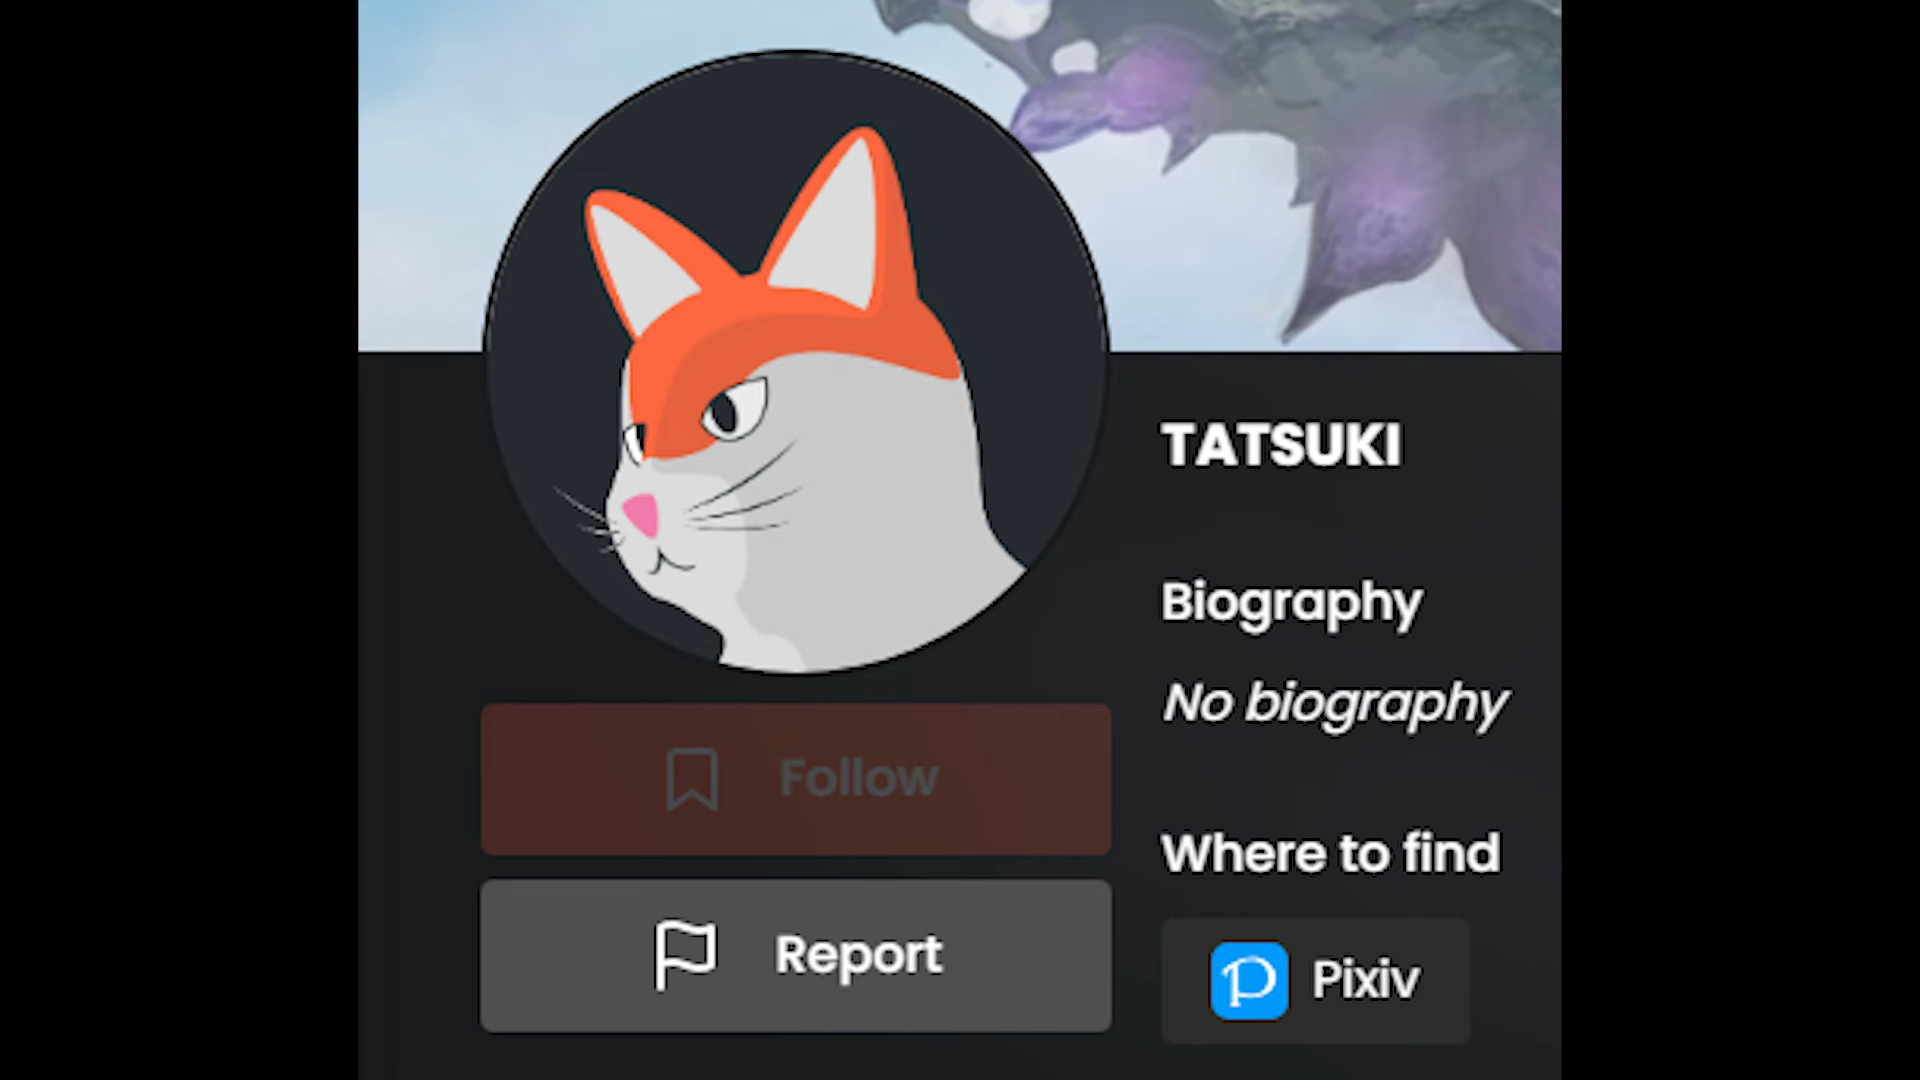 TATSUKI
Biography
No biography
Follow
Where to find
Report
Pixiv